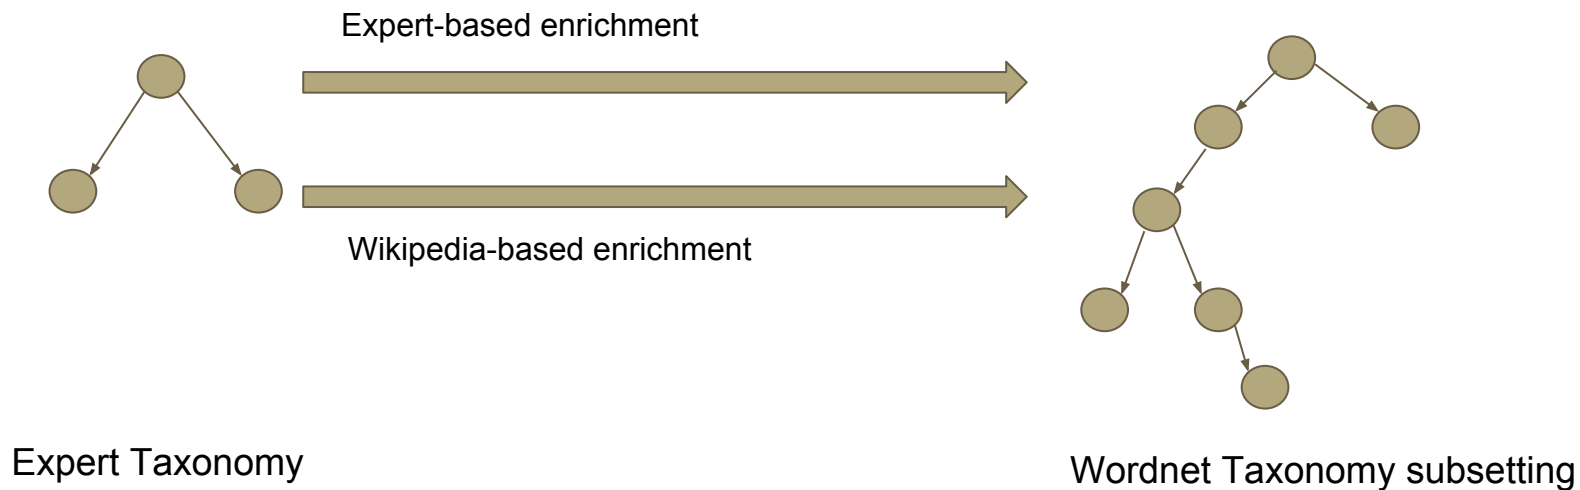 Expert-based enrichment
Wikipedia-based enrichment
Expert Taxonomy
Wordnet Taxonomy subsetting